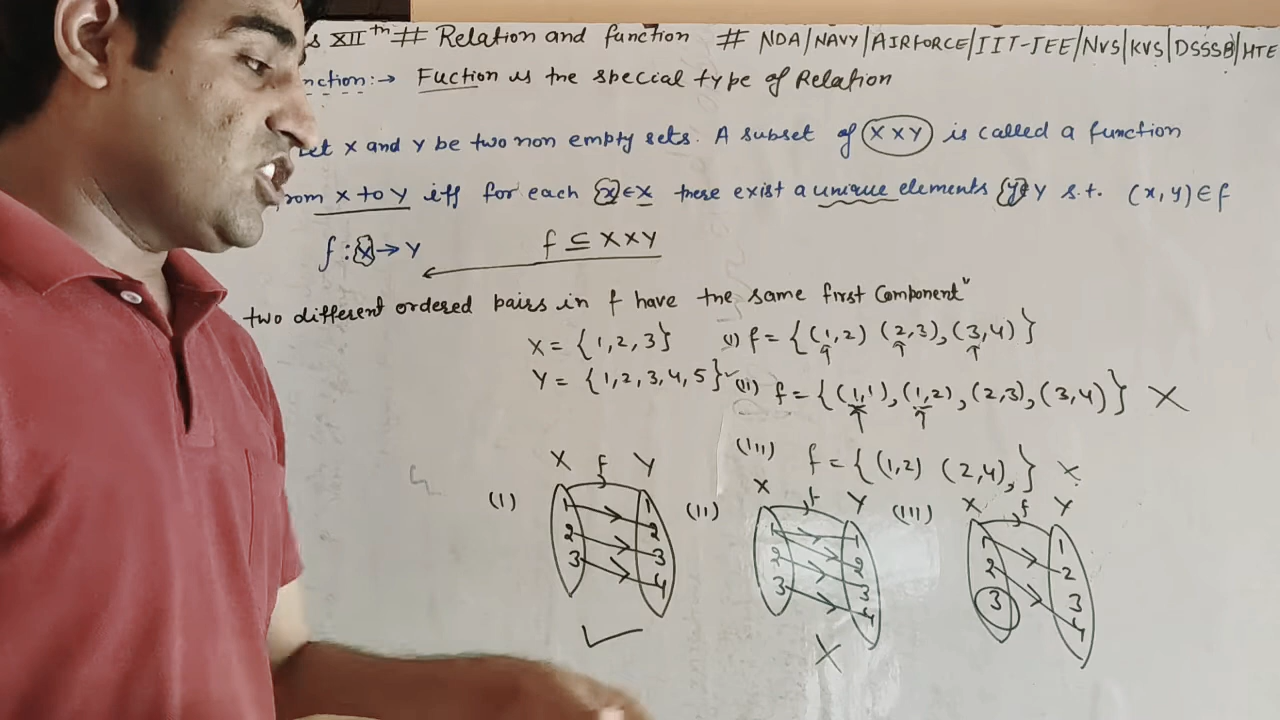 s XIIth # Relation and function # NDA/NAVY/AIRFORCE/IIT-JEE/NVS/KVS/DSSSB/HTE
nction:→ Fuction is the special type of Relation
Let X and Y be two non empty sets. A subset of X×Y is called a function
rom X to Y iff for each x∈X there exist a unique elements y∈Y s.t. (x,y)∈f
f:X→Y f⊆X×Y
two different ordered pairs in f have the same first Component"
X = {1,2,3} (i) f = {(1,2) (2,3),(3,4)}
Y = {1,2,3,4,5} (ii) f = {(1,1),(1,2),(2,3),(3,4)} X
(iii) f = {(1,2) (2,4),} X
(i) X f Y (ii) X f Y (iii) X f Y
1 1 1 1 1 1
2 2 2 2 2 2
3 3 3 3 3 3
4 4 4
✓ X